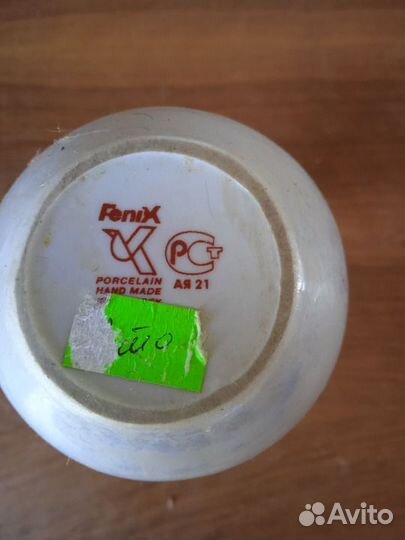 FeniX
PCT
PORCELAIN
HAND MADE
АЯ 21
Avito